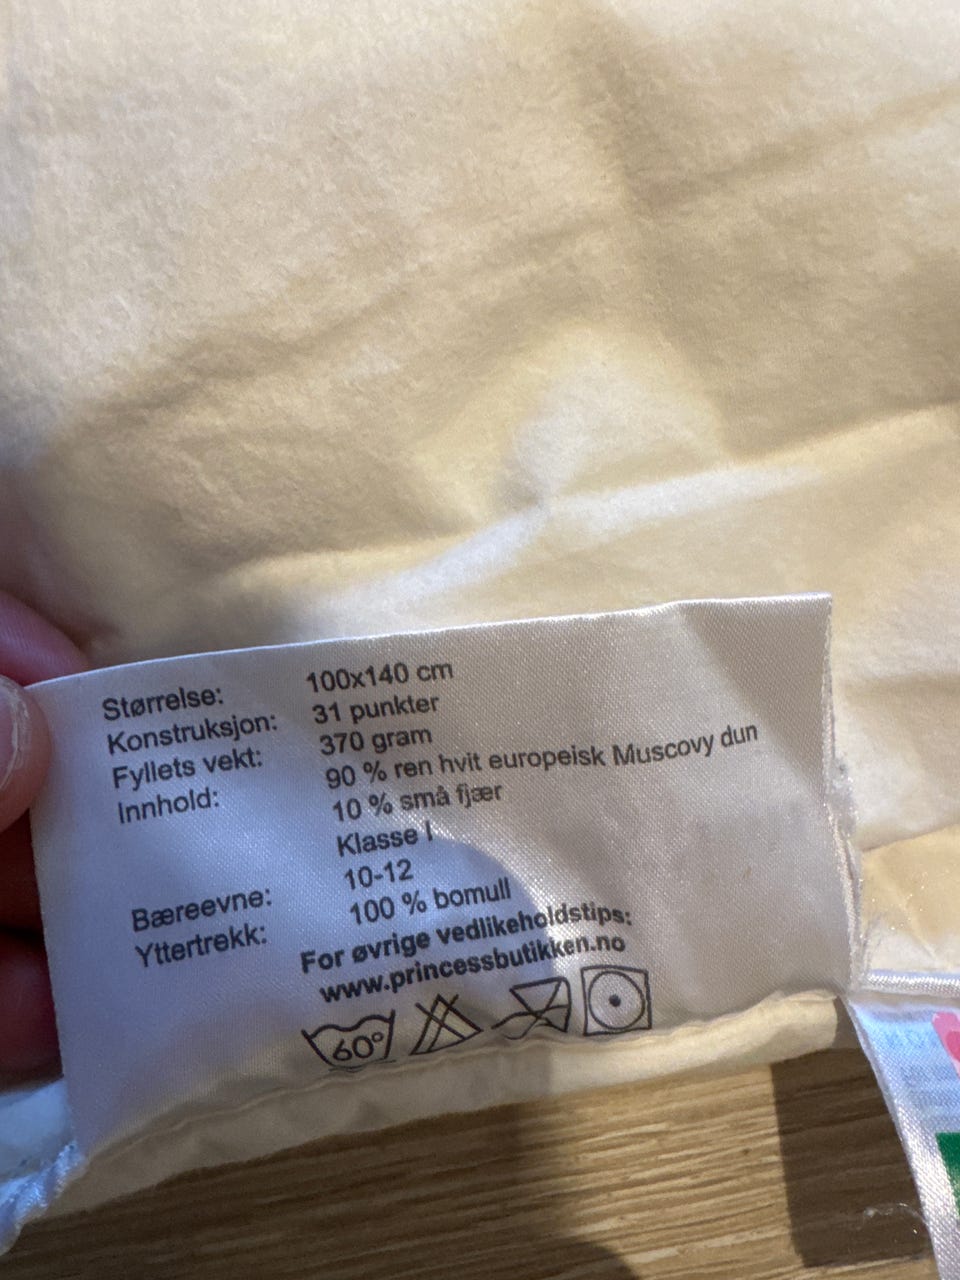 Størrelse: 100x140 cm
Konstruksjon: 31 punkter
Fyllets vekt: 370 gram
Innhold: 90 % ren hvit europeisk Muscovy dun
10 % små fjær
Klasse I
Bæreevne: 10-12
Yttertrekk: 100 % bomull
For øvrige vedlikeholdstips:
www.princessbutikken.no
60°